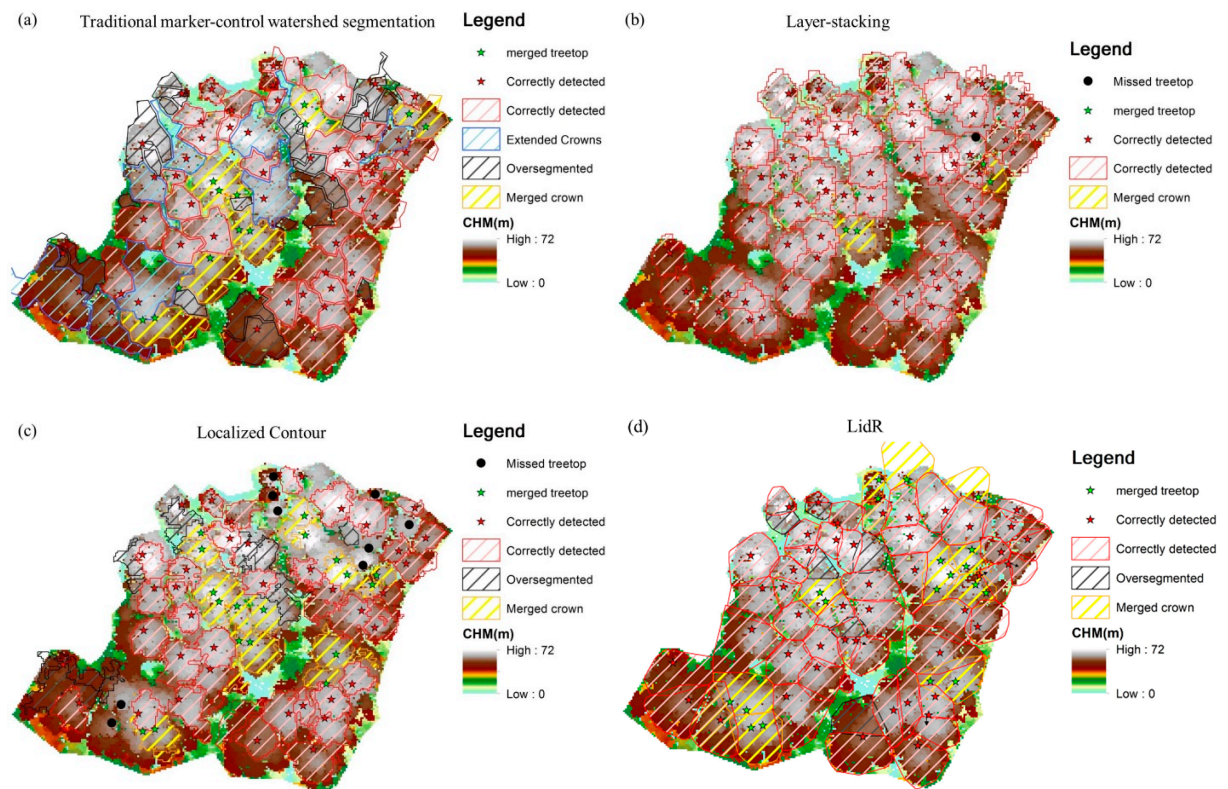 (a) Traditional marker-control watershed segmentation
Legend
merged treetop
Correctly detected
Correctly detected
Extended Crowns
Oversegmented
Merged crown
CHM(m)
High : 72
Low : 0
(b) Layer-stacking
Legend
Missed treetop
merged treetop
Correctly detected
Correctly detected
Merged crown
CHM(m)
High : 72
Low : 0
(c) Localized Contour
Legend
Missed treetop
merged treetop
Correctly detected
Correctly detected
Oversegmented
Merged crown
CHM(m)
High : 72
Low : 0
(d) LidR
Legend
merged treetop
Correctly detected
Correctly detected
Oversegmented
Merged crown
CHM(m)
High : 72
Low : 0